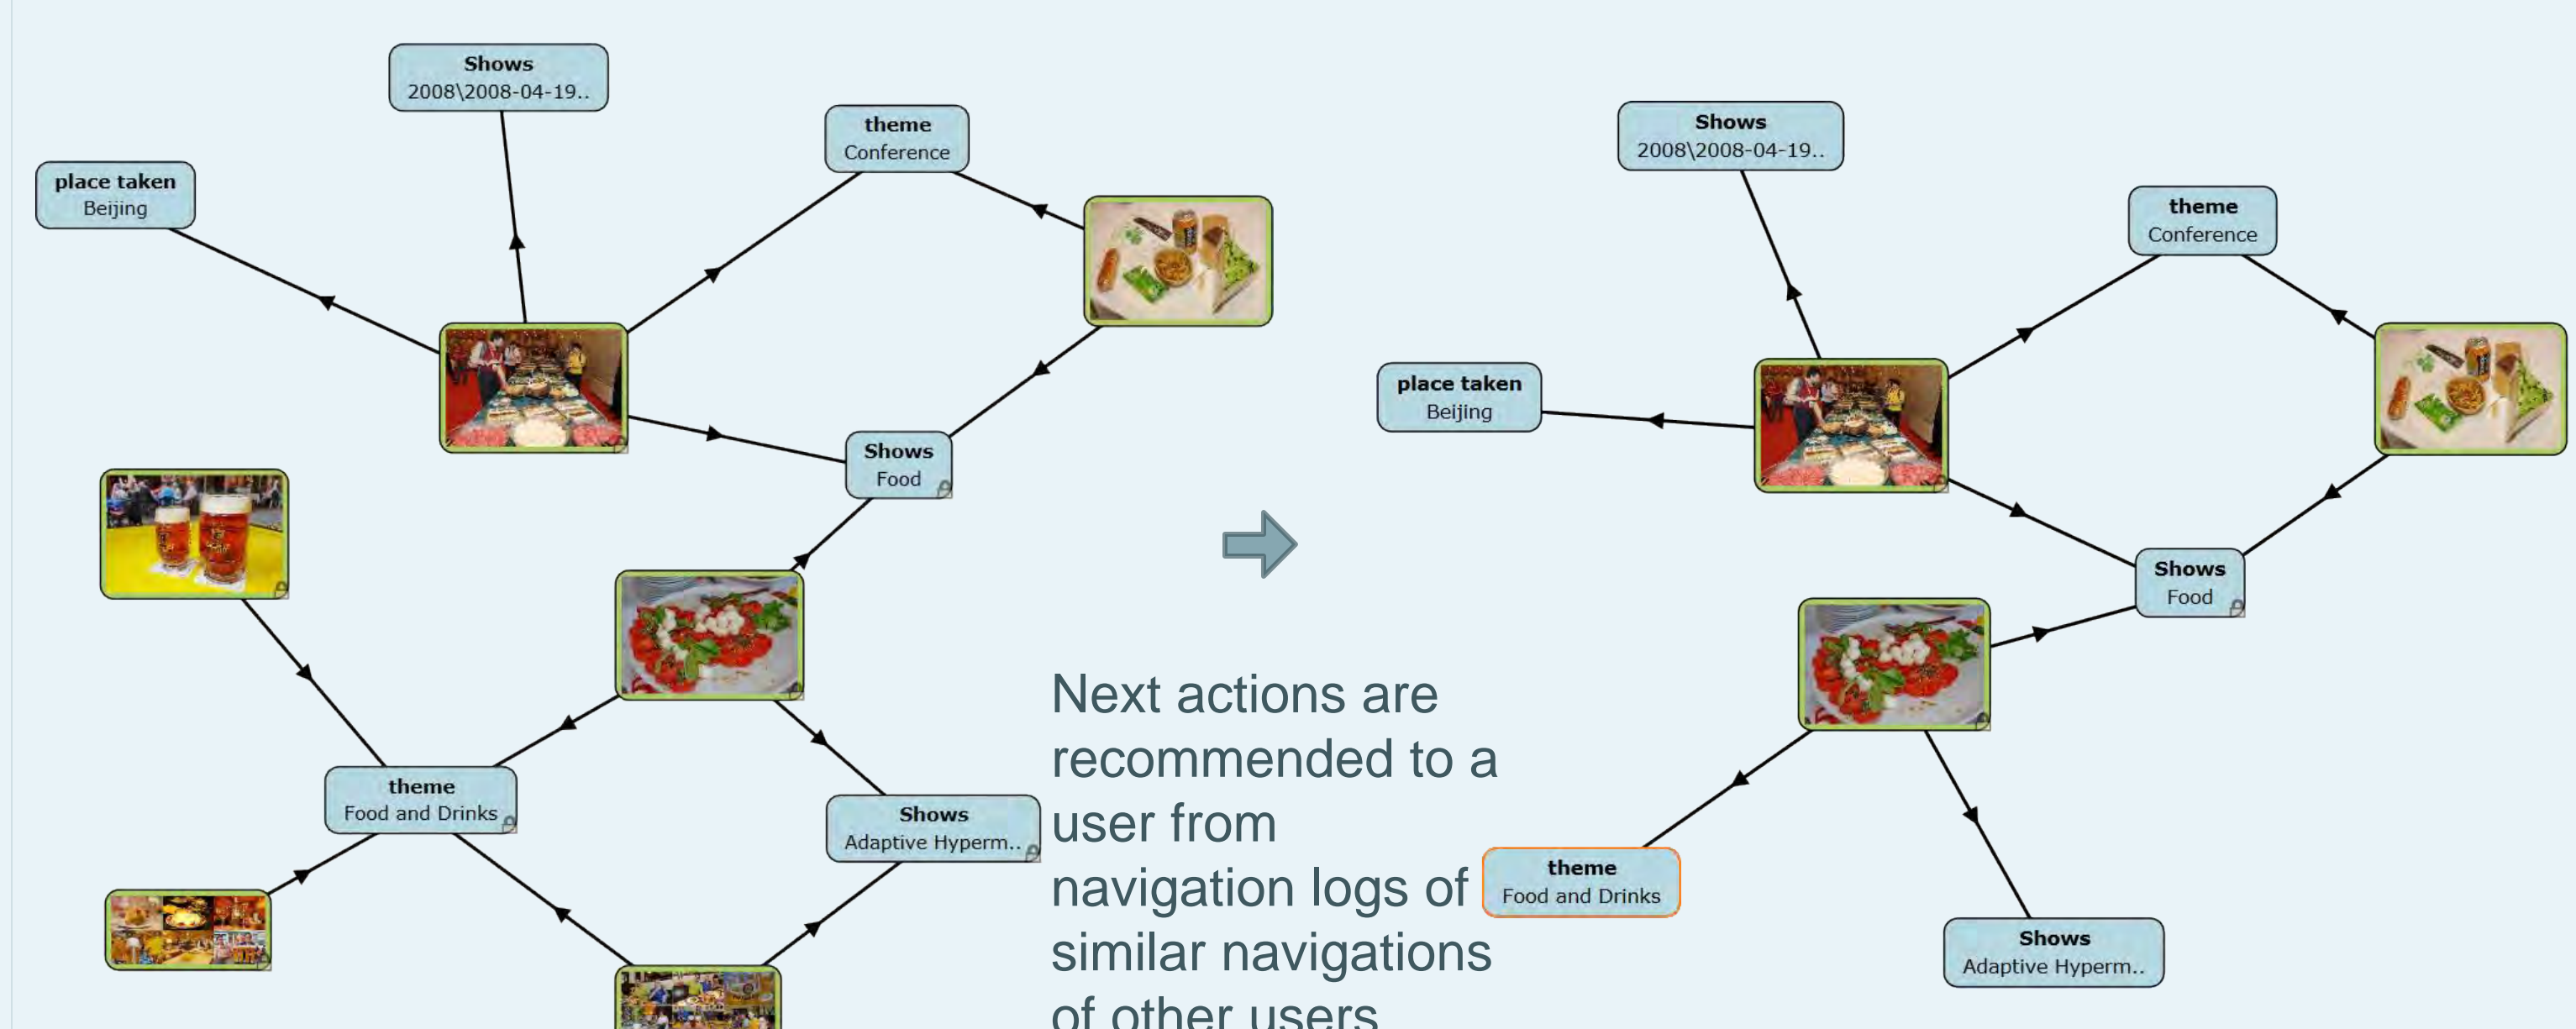 Shows
2008\2008-04-19..
theme
Conference
place taken
Beijing
Shows
Food
theme
Food and Drinks
Shows
Adaptive Hyperm..
Next actions are
recommended to a
user from
navigation logs of
similar navigations
of other users
Shows
2008\2008-04-19..
theme
Conference
place taken
Beijing
Shows
Food
theme
Food and Drinks
Shows
Adaptive Hyperm..